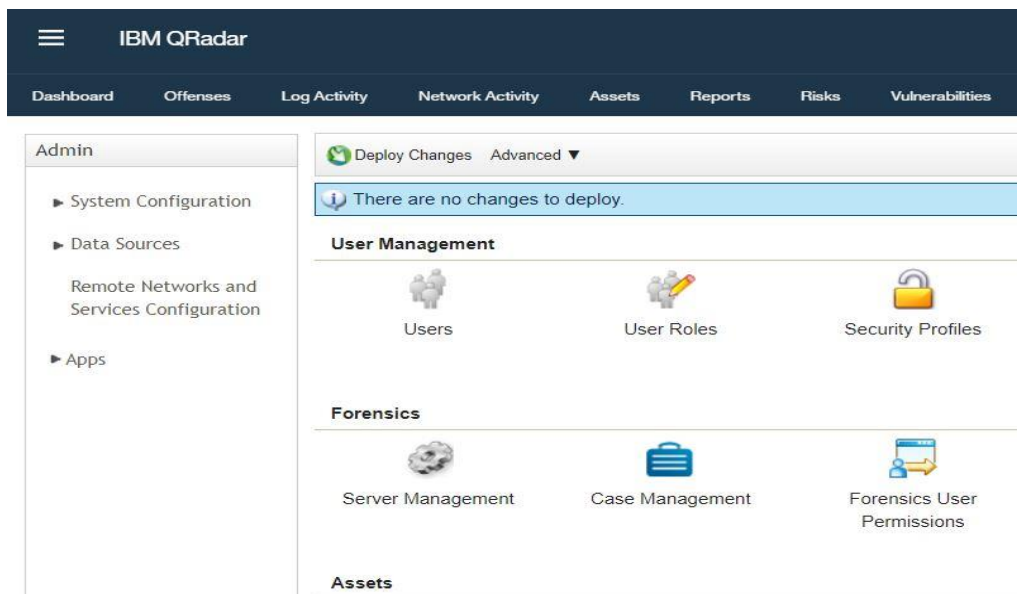 IBM QRadar
Dashboard Offenses Log Activity Network Activity Assets Reports Risks Vulnerabilities
Admin
System Configuration
Data Sources
Remote Networks and
Services Configuration
Apps
Deploy Changes Advanced ▼
There are no changes to deploy.
User Management
Users User Roles Security Profiles
Forensics
Server Management Case Management Forensics User
Permissions
Assets